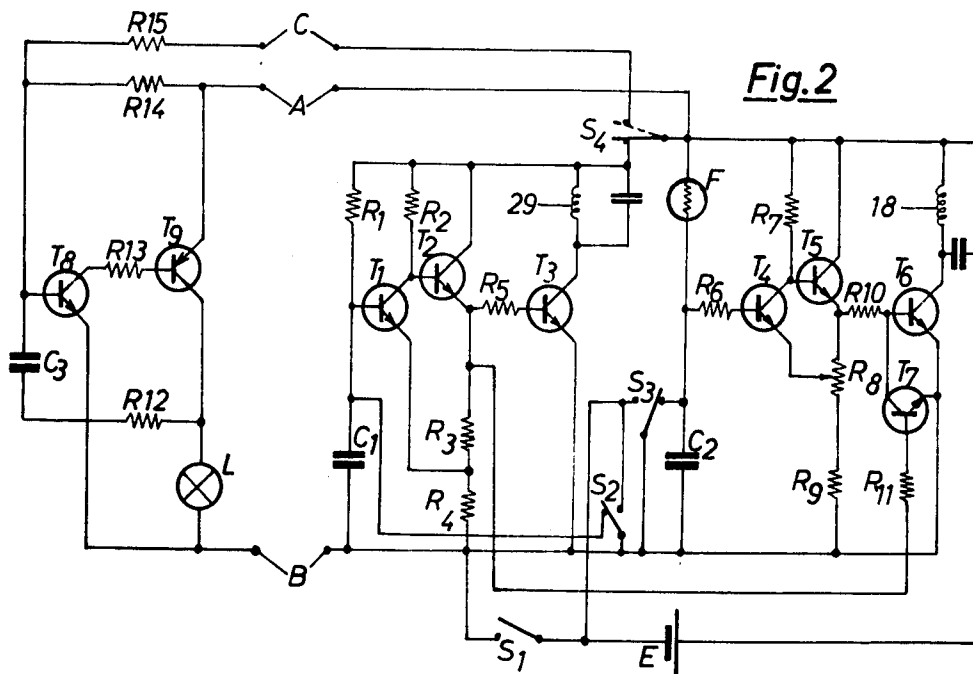 R15
C
R14
A
Fig.2
S4
R1
R2
29
F
R7
18
T8
R13
T9
T1
T2
R5
T3
R6
T4
T5
R10
T6
C3
R12
R3
S3
R8
T7
C1
C2
L
R4
S2
R9
R11
B
S1
E